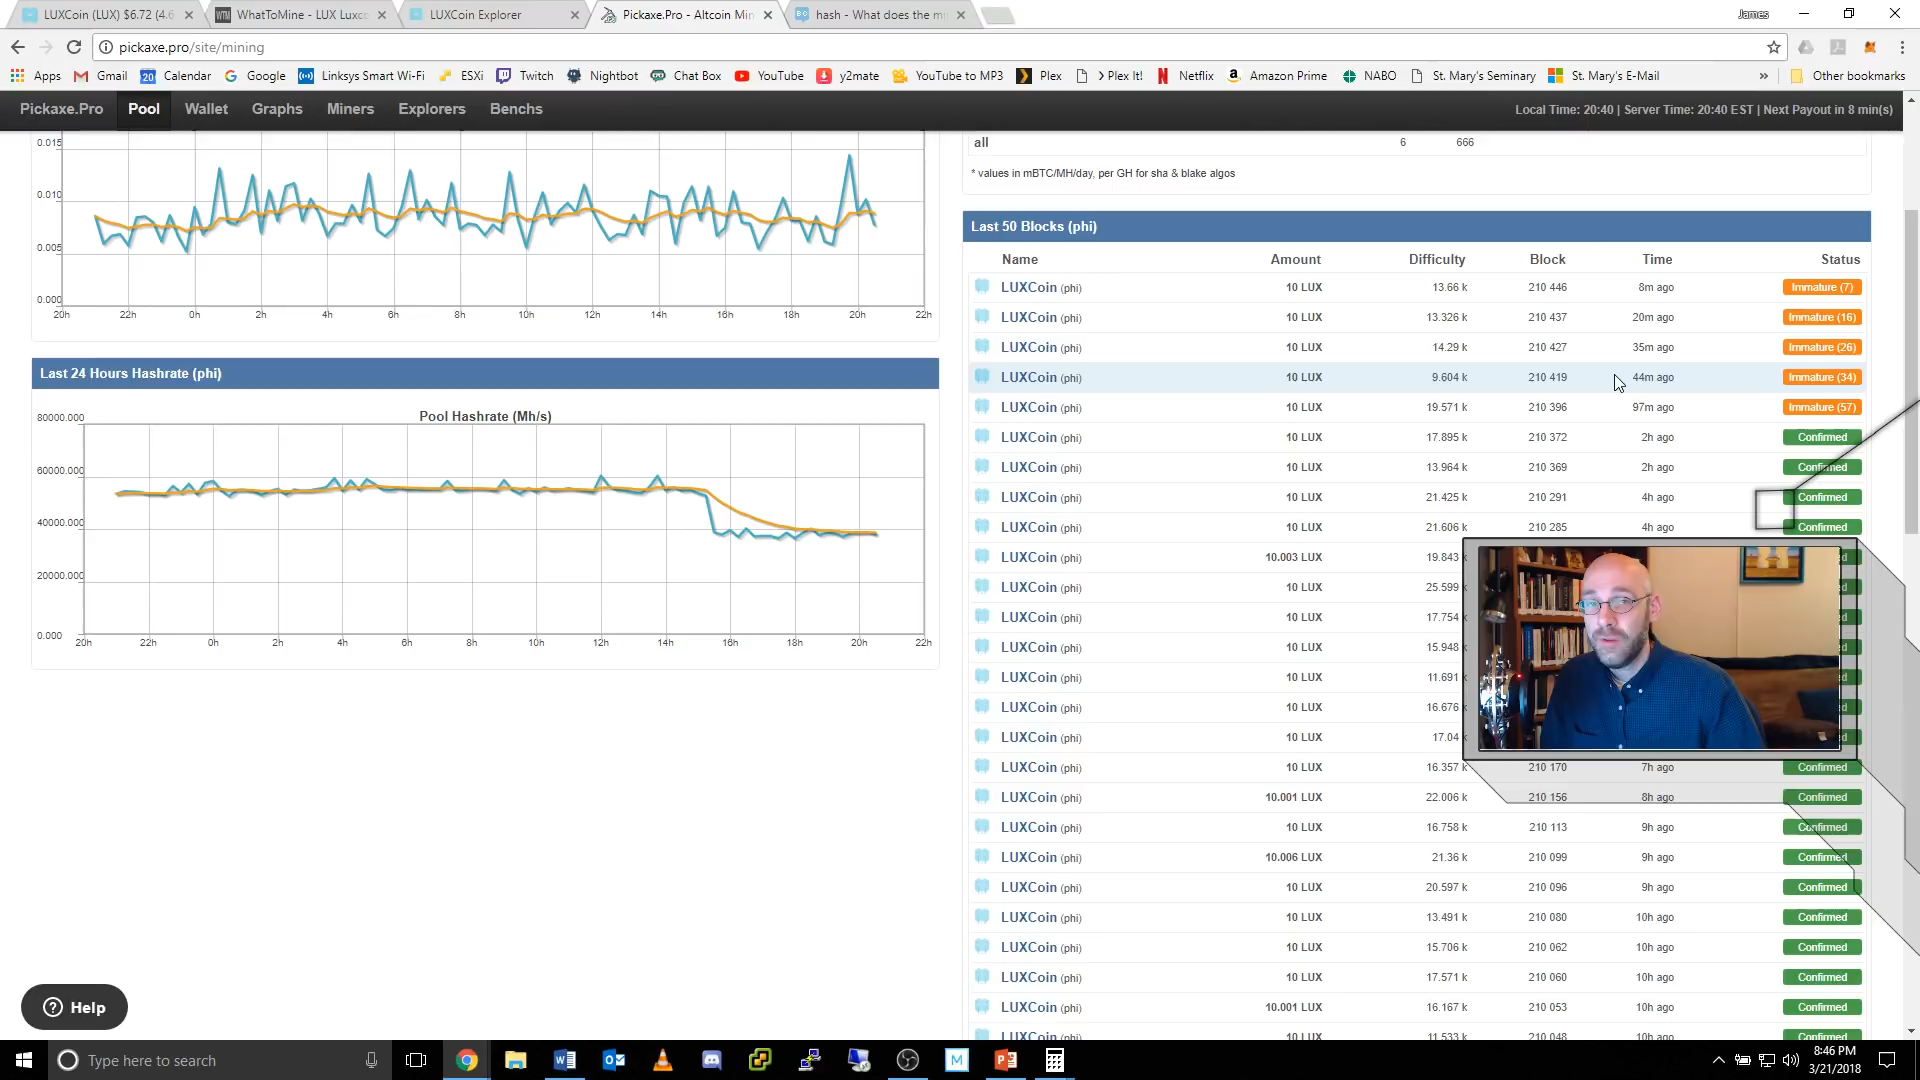 LUXCoin (LUX) $6.72 (4.6
WhatToMine - LUX Luxc
LUXCoin Explorer
Pickaxe.Pro - Altcoin Min
hash - What does the m
James
pickaxe.pro/site/mining
Apps
Gmail
Calendar
Google
Linksys Smart Wi-Fi
ESXi
Twitch
Nightbot
Chat Box
YouTube
y2mate
YouTube to MP3
Plex
> Plex It!
Netflix
Amazon Prime
NABO
St. Mary's Seminary
St. Mary's E-Mail
»
Other bookmarks
Pickaxe.Pro Pool Wallet Graphs Miners Explorers Benchs
Local Time: 20:40 | Server Time: 20:40 EST | Next Payout in 8 min(s)
0.015
0.010
0.005
0.000
20h 22h 0h 2h 4h 6h 8h 10h 12h 14h 16h 18h 20h 22h
Last 24 Hours Hashrate (phi)
Pool Hashrate (Mh/s)
80000.000
60000.000
40000.000
20000.000
0.000
20h 22h 0h 2h 4h 6h 8h 10h 12h 14h 16h 18h 20h 22h
all 6 666
* values in mBTC/MH/day, per GH for sha & blake algos
Last 50 Blocks (phi)
Name Amount Difficulty Block Time Status
LUXCoin (phi) 10 LUX 13.66 k 210 446 8m ago Immature (7)
LUXCoin (phi) 10 LUX 13.326 k 210 437 20m ago Immature (16)
LUXCoin (phi) 10 LUX 14.29 k 210 427 35m ago Immature (26)
LUXCoin (phi) 10 LUX 9.604 k 210 419 44m ago Immature (34)
LUXCoin (phi) 10 LUX 19.571 k 210 396 97m ago Immature (57)
LUXCoin (phi) 10 LUX 17.895 k 210 372 2h ago Confirmed
LUXCoin (phi) 10 LUX 13.964 k 210 369 2h ago Confirmed
LUXCoin (phi) 10 LUX 21.425 k 210 291 4h ago Confirmed
LUXCoin (phi) 10 LUX 21.606 k 210 285 4h ago Confirmed
LUXCoin (phi) 10.003 LUX 19.843
LUXCoin (phi) 10 LUX 25.599
LUXCoin (phi) 10 LUX 17.754
LUXCoin (phi) 10 LUX 15.948
LUXCoin (phi) 10 LUX 11.691
LUXCoin (phi) 10 LUX 16.676
LUXCoin (phi) 10 LUX 17.04
LUXCoin (phi) 10 LUX 16.357 k 210 170 7h ago Confirmed
LUXCoin (phi) 10.001 LUX 22.006 k 210 156 8h ago Confirmed
LUXCoin (phi) 10 LUX 16.758 k 210 113 9h ago Confirmed
LUXCoin (phi) 10.006 LUX 21.36 k 210 099 9h ago Confirmed
LUXCoin (phi) 10 LUX 20.597 k 210 096 9h ago Confirmed
LUXCoin (phi) 10 LUX 13.491 k 210 080 10h ago Confirmed
LUXCoin (phi) 10 LUX 15.706 k 210 062 10h ago Confirmed
LUXCoin (phi) 10 LUX 17.571 k 210 060 10h ago Confirmed
LUXCoin (phi) 10.001 LUX 16.167 k 210 053 10h ago Confirmed
LUXCoin (phi) 10 LUX 11.533 k 210 048 10h ago Confirmed
Help
Type here to search
8:46 PM
3/21/2018